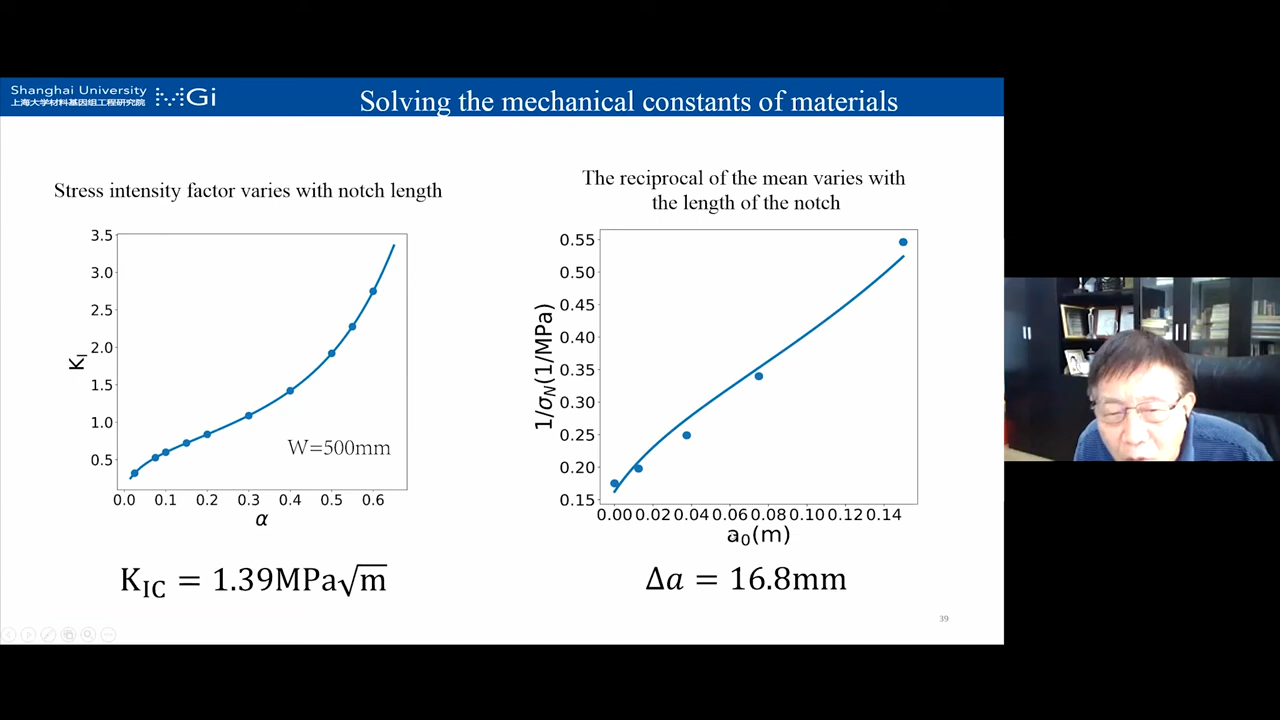 Shanghai University
上海大学材料基因组工程研究院
MGi
Solving the mechanical constants of materials
Stress intensity factor varies with notch length
3.5
3.0
2.5
2.0
1.5
1.0
0.5
K_I
W=500mm
0.0 0.1 0.2 0.3 0.4 0.5 0.6
α
K_IC = 1.39MPa√m
The reciprocal of the mean varies with
the length of the notch
0.55
0.50
0.45
0.40
0.35
0.30
0.25
0.20
0.15
1/σ_N(1/MPa)
0.00 0.02 0.04 0.06 0.08 0.10 0.12 0.14
a_0(m)
Δa = 16.8mm
39